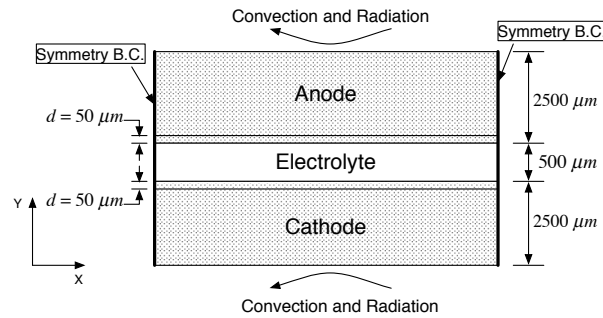 Convection and Radiation
Symmetry B.C.
Symmetry B.C.
Anode
2500 μm
d = 50 μm
Electrolyte
500 μm
d = 50 μm
Y
Cathode
2500 μm
X
Convection and Radiation